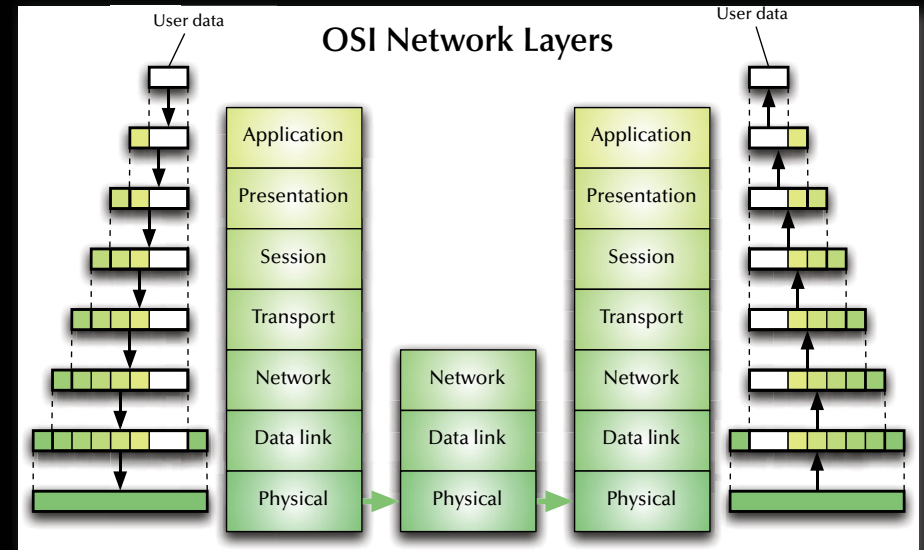 User data
OSI Network Layers
User data
Application
Presentation
Session
Transport
Network
Data link
Physical
Network
Data link
Physical
Application
Presentation
Session
Transport
Network
Data link
Physical